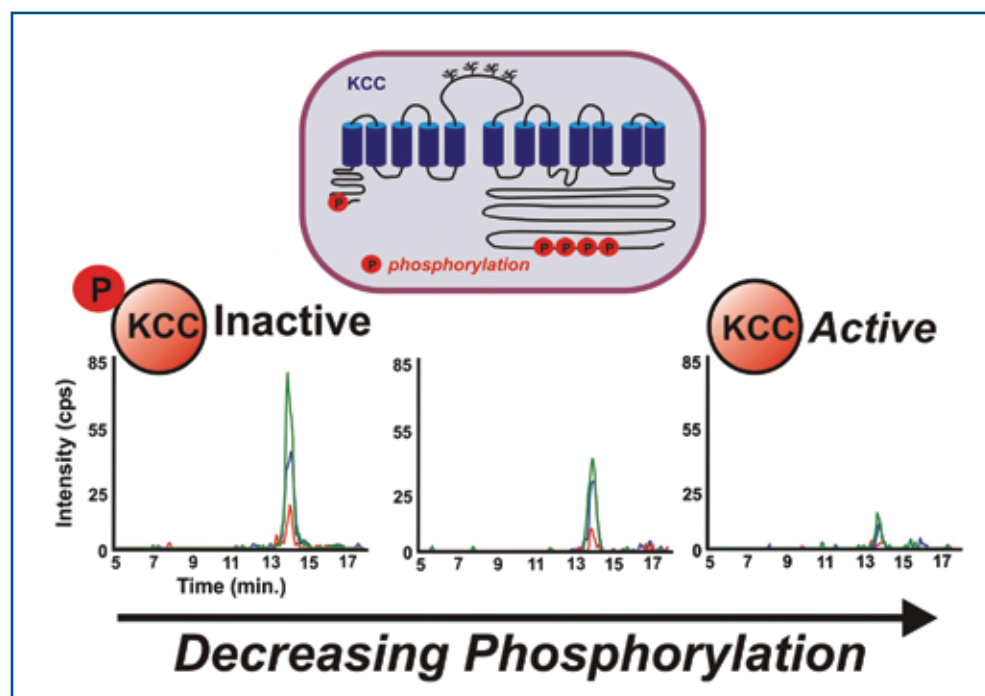 KCC
P
P P P P
P phosphorylation
P
KCC Inactive
KCC Active
Intensity (cps)
85
55
25
0
5 7 9 11 13 15 17
Time (min.)
85
55
25
0
5 7 9 11 13 15 17
85
55
25
0
5 7 9 11 13 15 17
Decreasing Phosphorylation